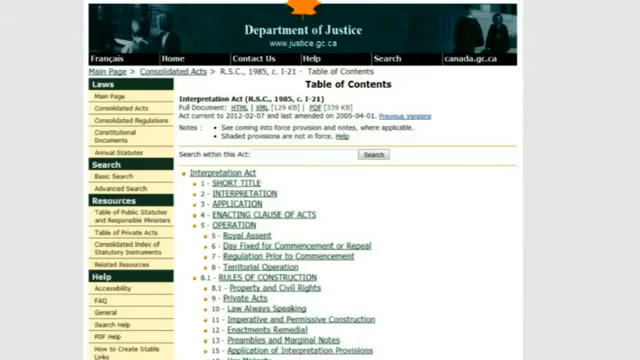 Department of Justice
www.justice.gc.ca
Français Home Contact Us Help Search canada.gc.ca
Main Page > Consolidated Acts > R.S.C., 1985, c. I-21 - Table of Contents
Laws
Main Page
Consolidated Acts
Consolidated Regulations
Constitutional
Documents
Annual Statutes
Search
Basic Search
Advanced Search
Resources
Table of Public Statutes
and Responsible Ministers
Table of Private Acts
Consolidated Index of
Statutory Instruments
Related Resources
Help
Accessibility
FAQ
General
Search Help
PDF Help
How to Create Stable
Links
Table of Contents
Interpretation Act (R.S.C., 1985, c. I-21)
Full Document: HTML | XML [129 KB] | PDF [339 KB]
Act current to 2012-02-07 and last amended on 2005-04-01. Previous Versions
Notes : See coming into force provision and notes, where applicable.
Shaded provisions are not in force. Help
Search within this Act: Search
Interpretation Act
1 - SHORT TITLE
2 - INTERPRETATION
3 - APPLICATION
4 - ENACTING CLAUSE OF ACTS
5 - OPERATION
5 - Royal Assent
6 - Day Fixed for Commencement or Repeal
7 - Regulation Prior to Commencement
8 - Territorial Operation
8.1 - RULES OF CONSTRUCTION
8.1 - Property and Civil Rights
9 - Private Acts
10 - Law Always Speaking
11 - Imperative and Permissive Construction
12 - Enactments Remedial
13 - Preambles and Marginal Notes
15 - Application of Interpretation Provisions